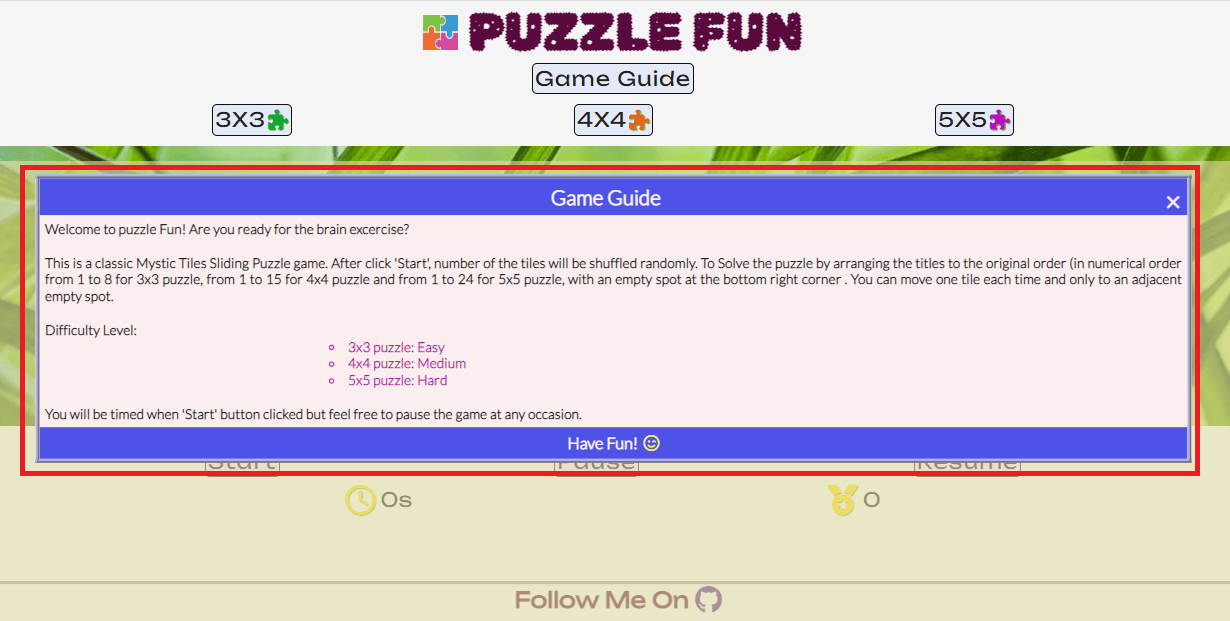 PUZZLE FUN
Game Guide
3X3
4X4
5X5
Game Guide
×
Welcome to puzzle Fun! Are you ready for the brain excercise?
This is a classic Mystic Tiles Sliding Puzzle game. After click 'Start', number of the tiles will be shuffled randomly. To Solve the puzzle by arranging the titles to the original order (in numerical order
from 1 to 8 for 3x3 puzzle, from 1 to 15 for 4x4 puzzle and from 1 to 24 for 5x5 puzzle, with an empty spot at the bottom right corner . You can move one tile each time and only to an adjacent
empty spot.
Difficulty Level:
3x3 puzzle: Easy
4x4 puzzle: Medium
5x5 puzzle: Hard
You will be timed when 'Start' button clicked but feel free to pause the game at any occasion.
Have Fun!
Start
Pause
Resume
0s
0
Follow Me On